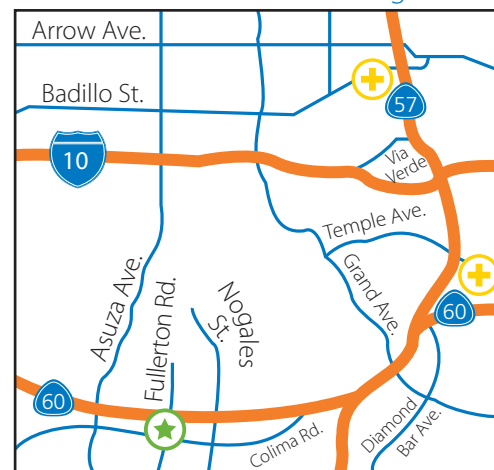 Arrow Ave.
Badillo St.
57
10
Via
Verde
Temple Ave.
Grand Ave.
Asuza Ave.
Fullerton Rd.
Nogales
St.
60
60
Colima Rd.
Diamond
Bar Ave.